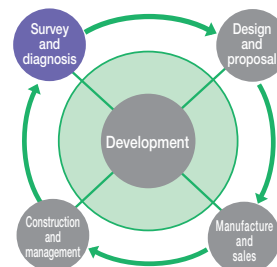 Survey
and
diagnosis
Design
and
proposal
Development
Construction
and
management
Manufacture
and
sales